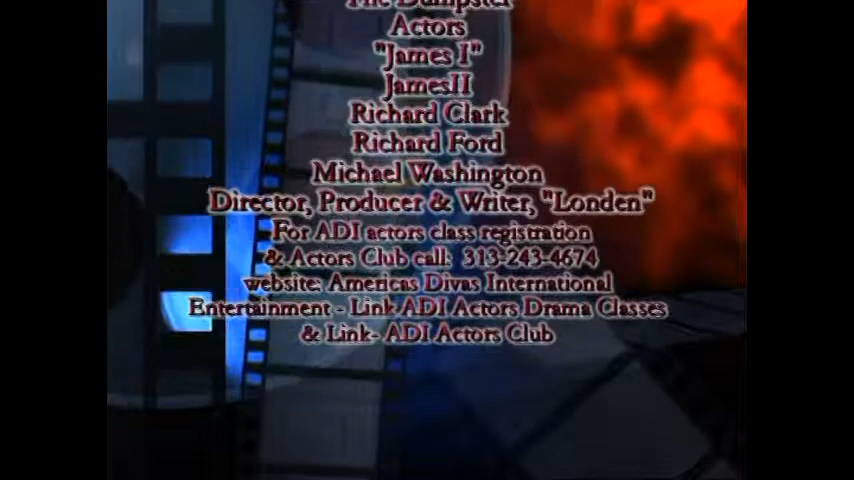 The Dumpster
Actors
"James I"
JamesII
Richard Clark
Richard Ford
Michael Washington
Director, Producer & Writer, "Londen"
For ADI actors class registration
& Actors Club call: 313-243-4674
website: Americas Divas International
Entertainment - Link ADI Actors Drama Classes
& Link- ADI Actors Club